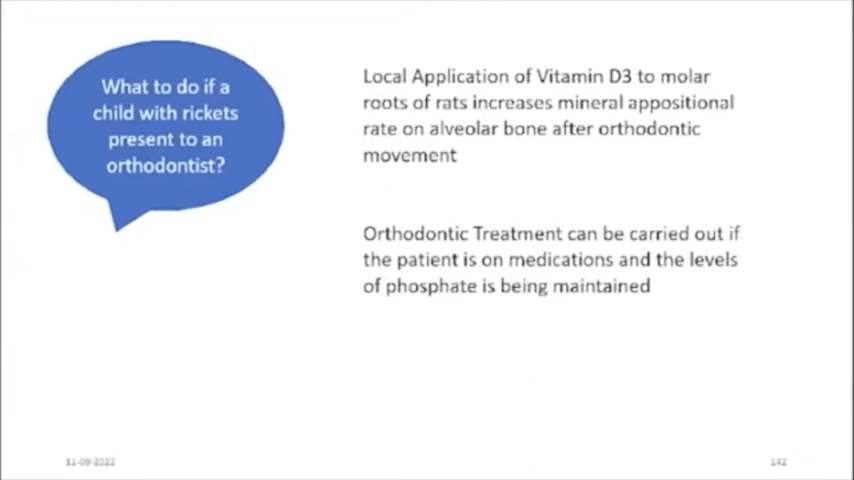 What to do if a
child with rickets
present to an
orthodontist?
Local Application of Vitamin D3 to molar
roots of rats increases mineral appositional
rate on alveolar bone after orthodontic
movement
Orthodontic Treatment can be carried out if
the patient is on medications and the levels
of phosphate is being maintained
11-09-2022
142